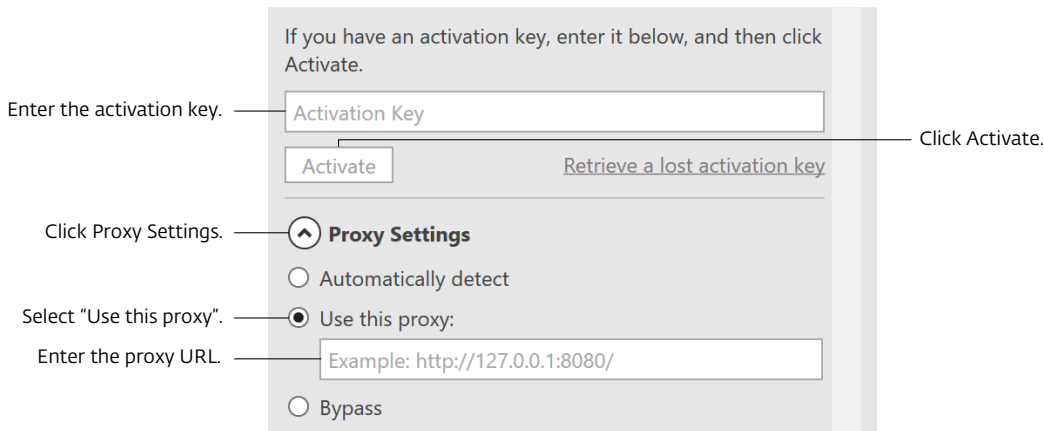 If you have an activation key, enter it below, and then click
Activate.
Enter the activation key.
Activation Key
Click Activate.
Activate
Retrieve a lost activation key
Click Proxy Settings.
Proxy Settings
Automatically detect
Select “Use this proxy”.
Use this proxy:
Enter the proxy URL.
Example: http://127.0.0.1:8080/
Bypass